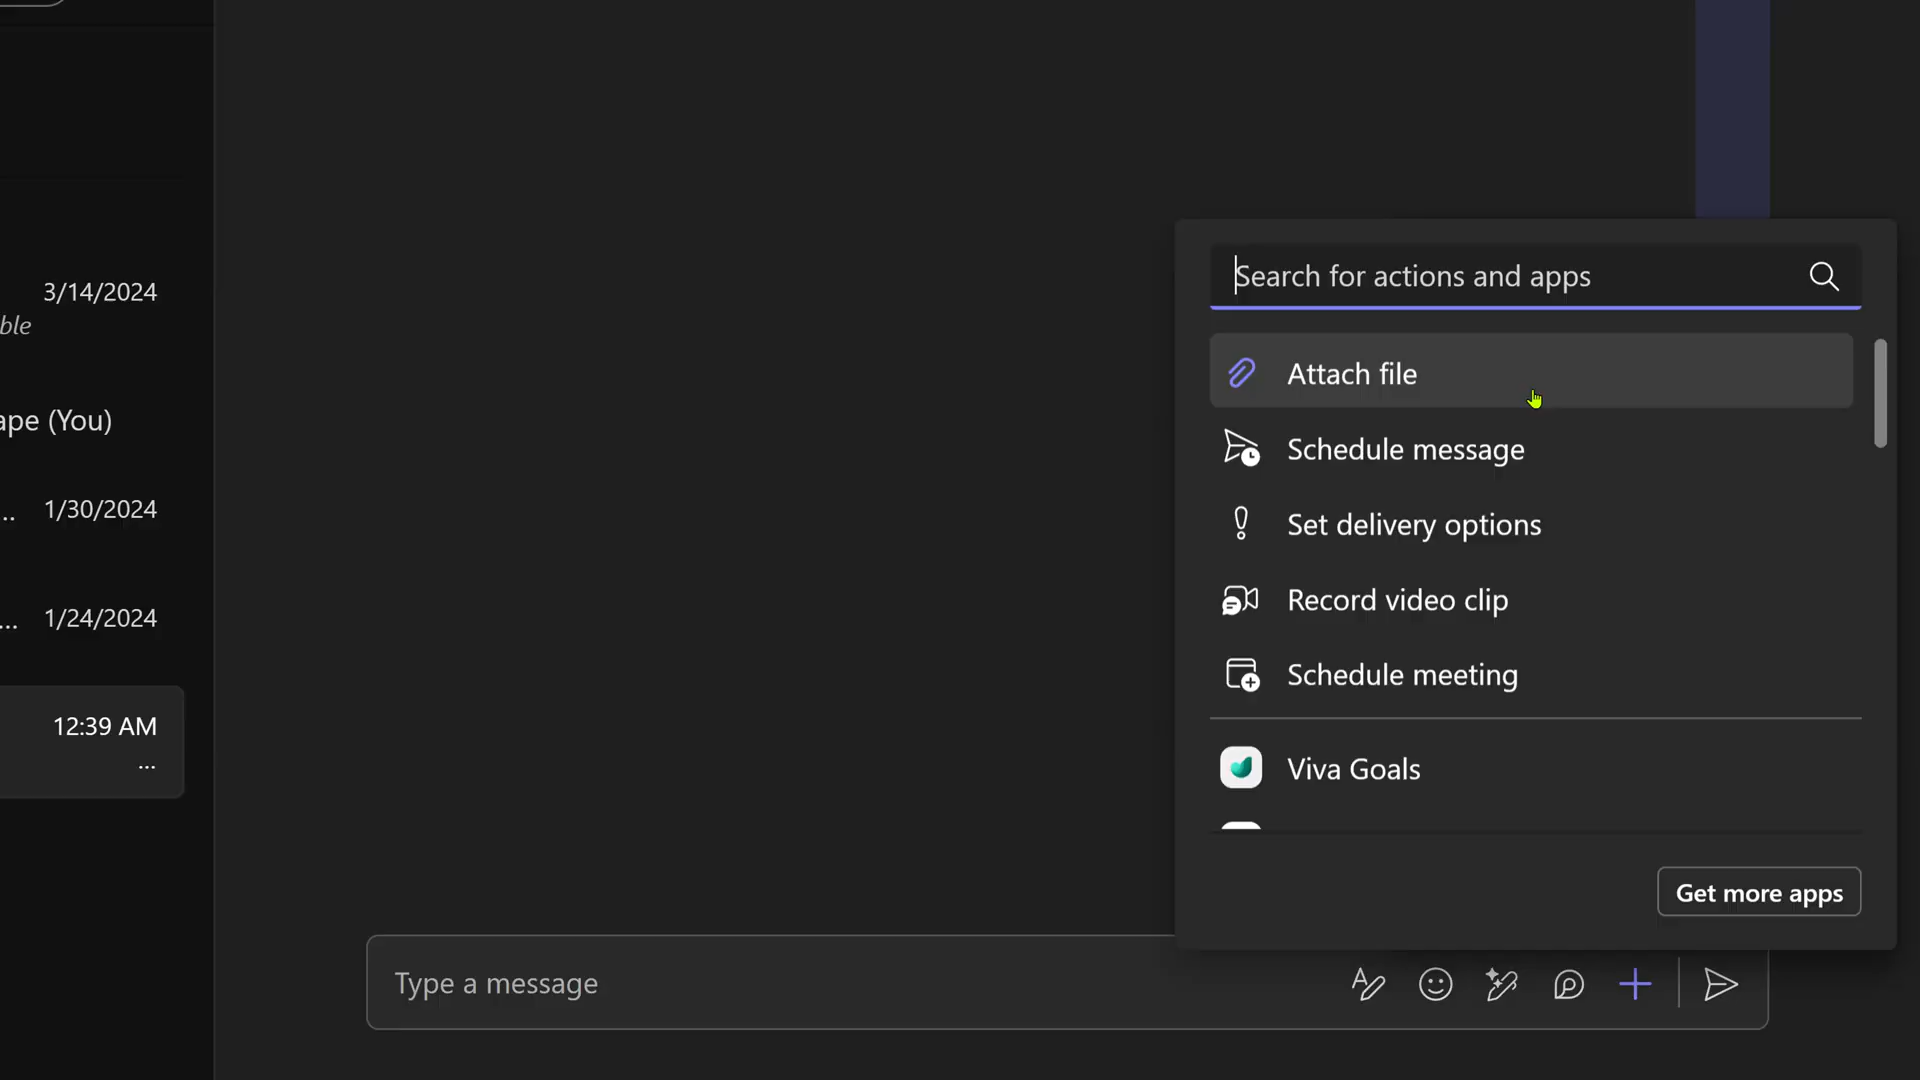 3/14/2024
ble
ape (You)
... 1/30/2024
... 1/24/2024
12:39 AM
...
Search for actions and apps
Attach file
Schedule message
Set delivery options
Record video clip
Schedule meeting
Viva Goals
Get more apps
Type a message